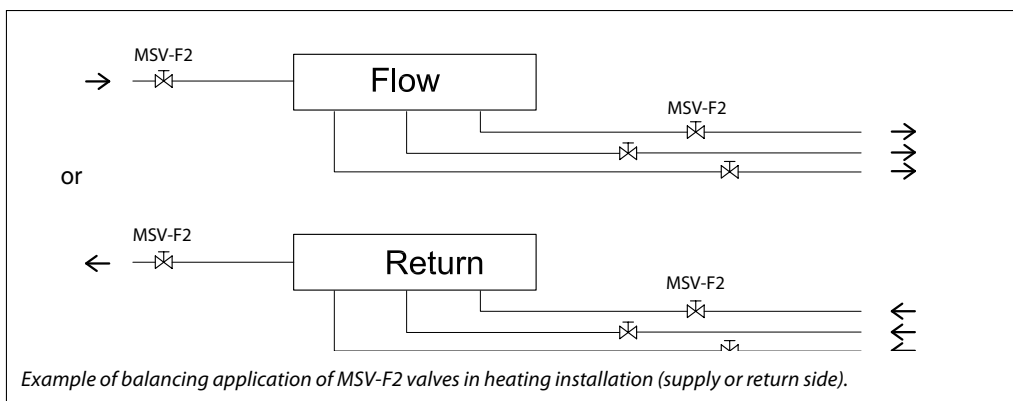 MSV-F2
Flow
MSV-F2
or
MSV-F2
Return
MSV-F2
Example of balancing application of MSV-F2 valves in heating installation (supply or return side).